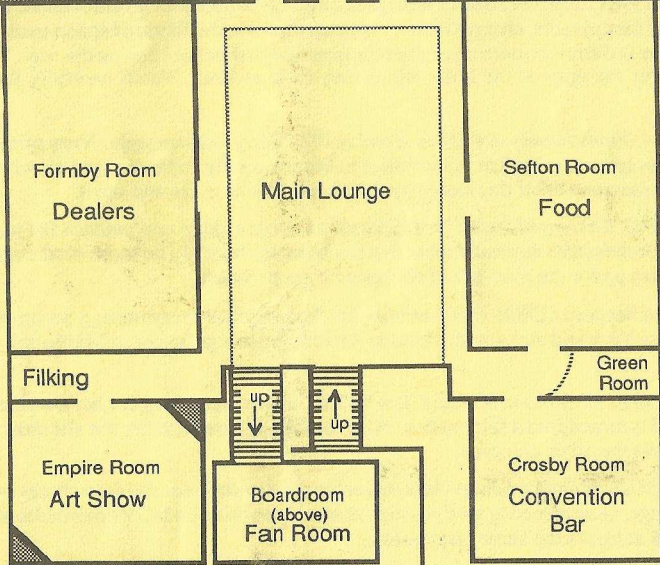 Formby Room
Dealers
Main Lounge
Sefton Room
Food
Filking
Green
Room
up
up
Empire Room
Art Show
Boardroom
(above)
Fan Room
Crosby Room
Convention
Bar